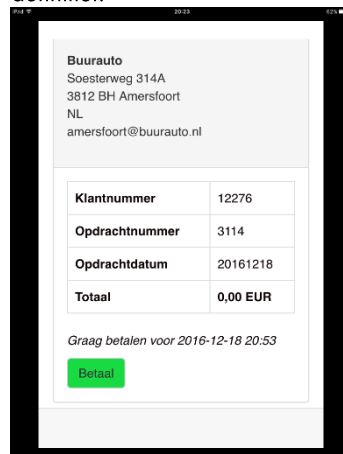 iPad
20:23
62%
Buurauto
Soesterweg 314A
3812 BH Amersfoort
NL
amersfoort@buurauto.nl
Klantnummer 12276
Opdrachtnummer 3114
Opdrachtdatum 20161218
Totaal 0,00 EUR
Graag betalen voor 2016-12-18 20:53
Betaal